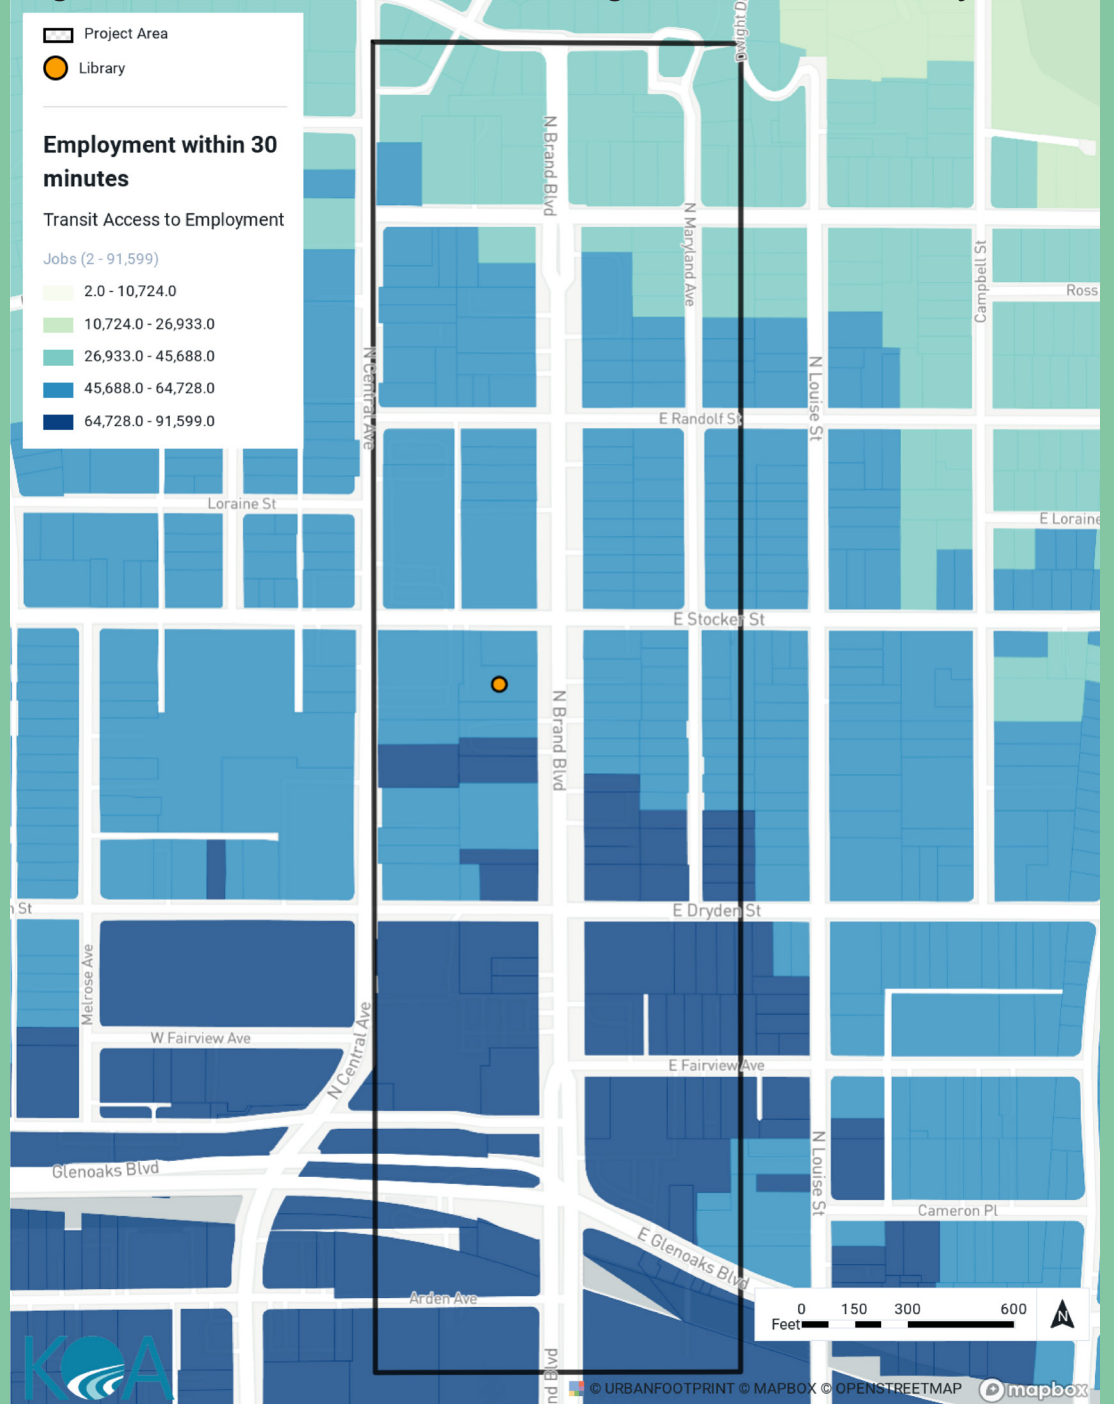 Project Area
Library
Employment within 30
minutes
Transit Access to Employment
Jobs (2 - 91,599)
2.0 - 10,724.0
10,724.0 - 26,933.0
26,933.0 - 45,688.0
45,688.0 - 64,728.0
64,728.0 - 91,599.0
Dwight D
N Brand Blvd
N Maryland Ave
Campbell St
Ross
N Central Ave
N Louise St
E Randolf St
Loraine St
E Loraine
E Stocker St
N Brand Blvd
n St
E Dryden St
Melrose Ave
W Fairview Ave
N Central Ave
E Fairview Ave
Glenoaks Blvd
N Louise St
Cameron Pl
E Glenoaks Blvd
Arden Ave
0 150 300 600
Feet
N
nd Blvd
KOA
© URBANFOOTPRINT © MAPBOX © OPENSTREETMAP
mapbox